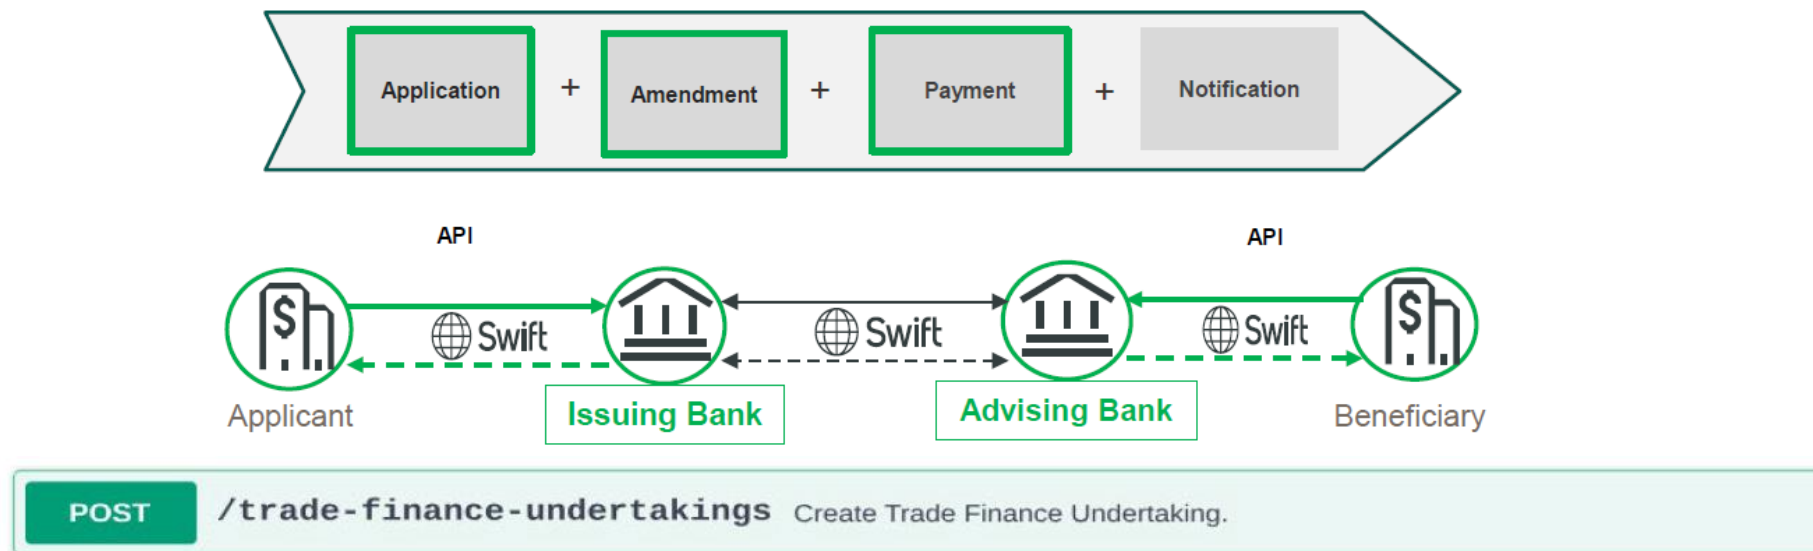 Application + Amendment + Payment + Notification
API API
Swift Swift Swift
Applicant Issuing Bank Advising Bank Beneficiary
POST /trade-finance-undertakings Create Trade Finance Undertaking.